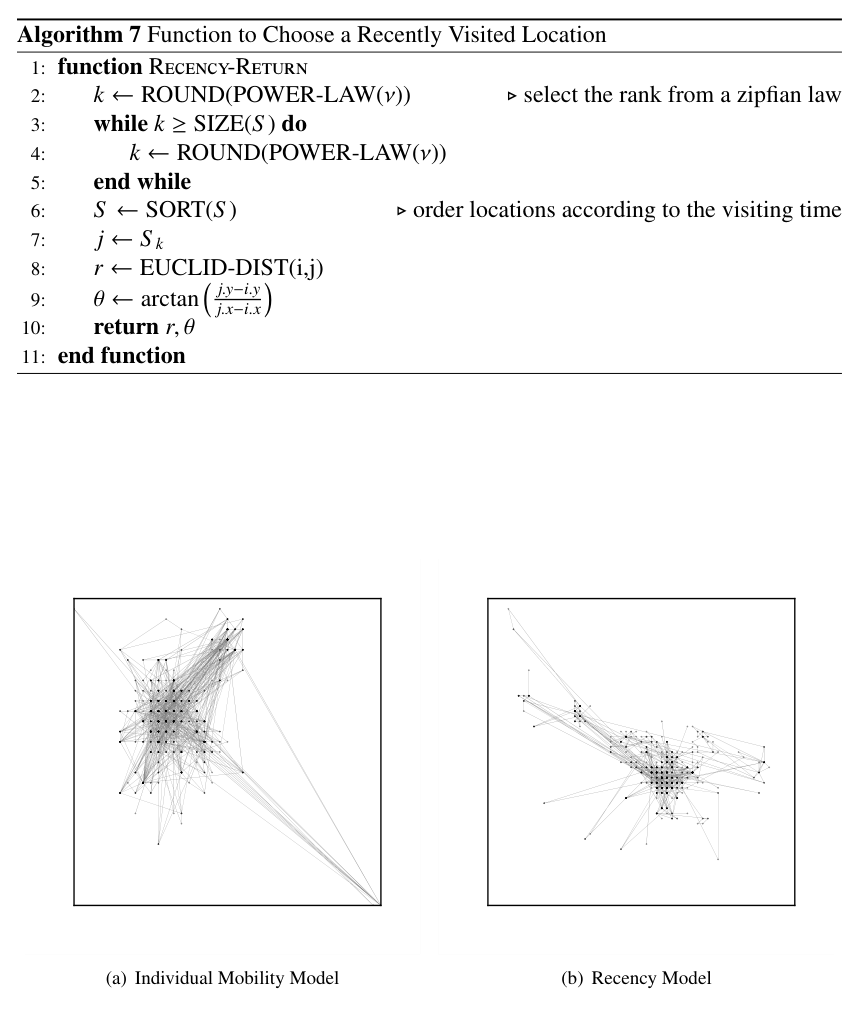 Algorithm 7 Function to Choose a Recently Visited Location
1: function Recency-Return
2: k ← ROUND(POWER-LAW(ν)) ▹ select the rank from a zipfian law
3: while k ≥ SIZE(S) do
4: k ← ROUND(POWER-LAW(ν))
5: end while
6: S ← SORT(S) ▹ order locations according to the visiting time
7: j ← S_k
8: r ← EUCLID-DIST(i,j)
9: θ ← arctan(\frac{j.y−i.y}{j.x−i.x})
10: return r, θ
11: end function
(a) Individual Mobility Model
(b) Recency Model